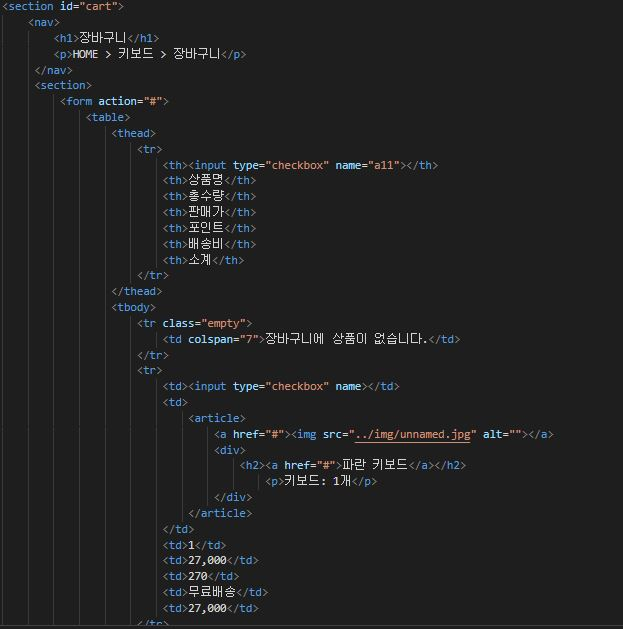 <section id="cart">
<nav>
<h1>장바구니</h1>
<p>HOME > 키보드 > 장바구니</p>
</nav>
<section>
<form action="#">
<table>
<thead>
<tr>
<th><input type="checkbox" name="a11"></th>
<th>상품명</th>
<th>총수량</th>
<th>판매가</th>
<th>포인트</th>
<th>배송비</th>
<th>소계</th>
</tr>
</thead>
<tbody>
<tr class="empty">
<td colspan="7">장바구니에 상품이 없습니다.</td>
</tr>
<tr>
<td><input type="checkbox" name></td>
<td>
<article>
<a href="#"><img src="../img/unnamed.jpg" alt=""></a>
<div>
<h2><a href="#">파란 키보드</a></h2>
<p>키보드: 1개</p>
</div>
</article>
</td>
<td>1</td>
<td>27,000</td>
<td>270</td>
<td>무료배송</td>
<td>27,000</td>
</tr>